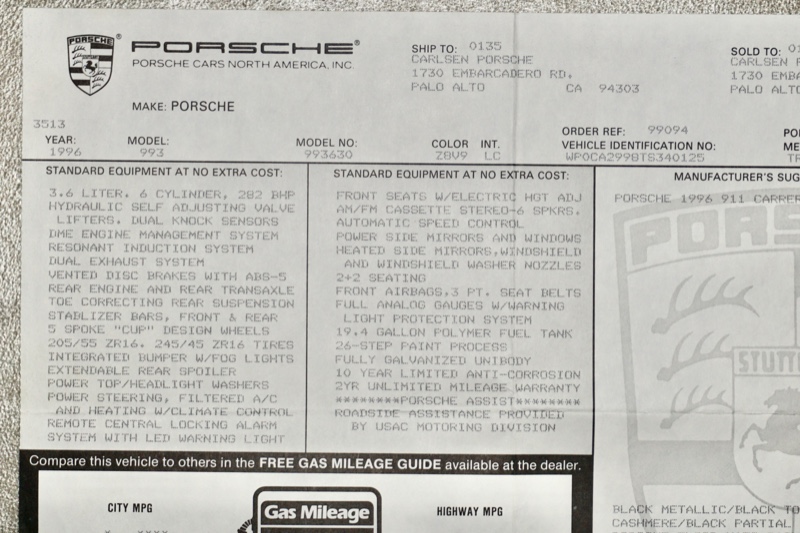 PORSCHE®
PORSCHE CARS NORTH AMERICA, INC.
MAKE: PORSCHE
SHIP TO: 0135
CARLSEN PORSCHE
1730 EMBARCADERO RD.
PALO ALTO CA 94303
SOLD TO: 01
CARLSEN P
1730 EMBA
PALO ALTO
3513
YEAR: MODEL: MODEL NO: COLOR INT.
1996 993 993630 Z8V9 LC
ORDER REF: 99094
VEHICLE IDENTIFICATION NO:
WP0CA2998TS340125
STANDARD EQUIPMENT AT NO EXTRA COST:
3.6 LITER. 6 CYLINDER, 282 BHP
HYDRAULIC SELF ADJUSTING VALVE
LIFTERS. DUAL KNOCK SENSORS
DME ENGINE MANAGEMENT SYSTEM
RESONANT INDUCTION SYSTEM
DUAL EXHAUST SYSTEM
VENTED DISC BRAKES WITH ABS-5
REAR ENGINE AND REAR TRANSAXLE
TOE CORRECTING REAR SUSPENSION
STABLIZER BARS, FRONT & REAR
5 SPOKE "CUP" DESIGN WHEELS
205/55 ZR16. 245/45 ZR16 TIRES
INTEGRATED BUMPER W/FOG LIGHTS
EXTENDABLE REAR SPOILER
POWER TOP/HEADLIGHT WASHERS
POWER STEERING, FILTERED A/C
AND HEATING W/CLIMATE CONTROL
REMOTE CENTRAL LOCKING ALARM
SYSTEM WITH LED WARNING LIGHT
STANDARD EQUIPMENT AT NO EXTRA COST:
FRONT SEATS W/ELECTRIC HGT ADJ
AM/FM CASSETTE STEREO-6 SPKRS.
AUTOMATIC SPEED CONTROL
POWER SIDE MIRRORS AND WINDOWS
HEATED SIDE MIRRORS,WINDSHIELD
AND WINDSHIELD WASHER NOZZLES
2+2 SEATING
FRONT AIRBAGS,3 PT. SEAT BELTS
FULL ANALOG GAUGES W/WARNING
LIGHT PROTECTION SYSTEM
19.4 GALLON POLYMER FUEL TANK
26-STEP PAINT PROCESS
FULLY GALVANIZED UNIBODY
10 YEAR LIMITED ANTI-CORROSION
2YR UNLIMITED MILEAGE WARRANTY
********PORSCHE ASSIST********
ROADSIDE ASSISTANCE PROVIDED
BY USAC MOTORING DIVISION
MANUFACTURER'S SUG
PORSCHE 1996 911 CARRER
PORS
STUTT
BLACK METALLIC/BLACK TO
CASHMERE/BLACK PARTIAL
Compare this vehicle to others in the FREE GAS MILEAGE GUIDE available at the dealer.
CITY MPG
Gas Mileage
HIGHWAY MPG